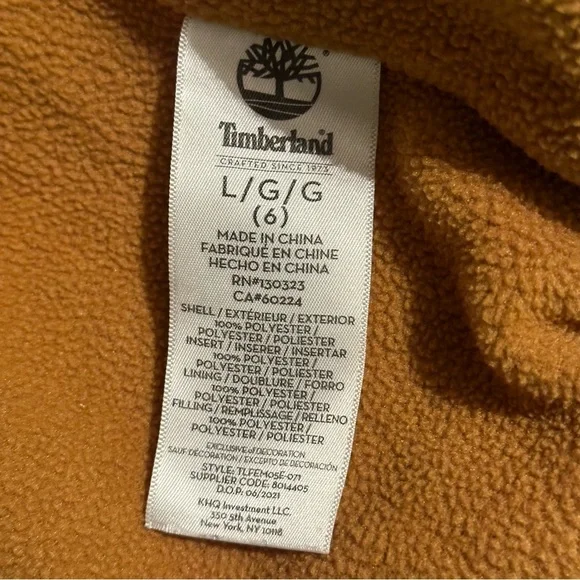 Timberland
CRAFTED SINCE 1973
L/G/G
(6)
MADE IN CHINA
FABRIQUÉ EN CHINE
HECHO EN CHINA
RN#130323
CA#60224
SHELL / EXTÉRIEUR / EXTERIOR
100% POLYESTER /
POLYESTER / POLIESTER
INSERT / INSERER / INSERTAR
100% POLYESTER /
POLYESTER / POLIESTER
LINING / DOUBLURE / FORRO
100% POLYESTER /
POLYESTER / POLIESTER
FILLING / REMPLISSAGE / RELLENO
100% POLYESTER /
POLYESTER / POLIESTER
EXCLUSIVE of DECORATION
SAUF DÉCORATION / EXCEPTO DE DECORACIÓN
STYLE: TLFEM05E-071
SUPPLIER CODE: 8014405
D.O.P: 06/2021
KHQ Investment LLC.
350 5th Avenue
New York, NY 10118